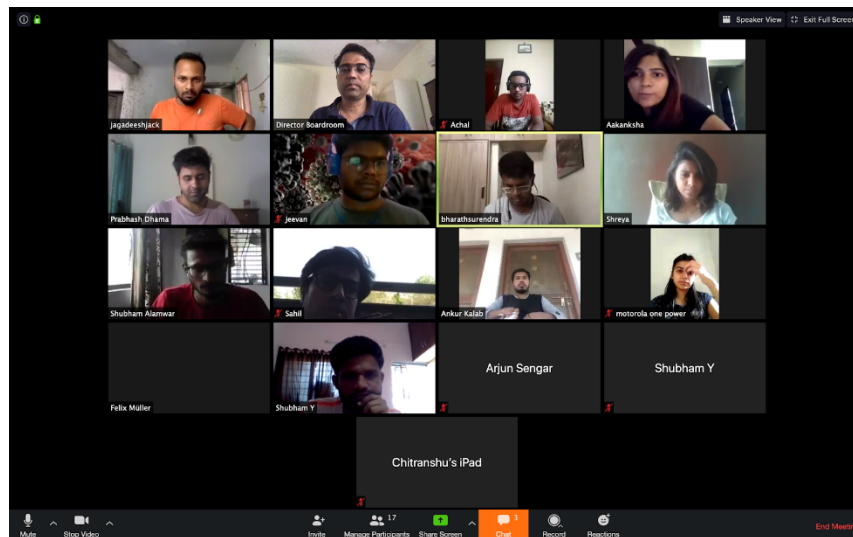 Speaker View Exit Full Screen
jagadeeshjack
Director Boardroom
Achal
Aakanksha
Prabhash Dhama
jeevan
bharathsurendra
Shreya
Shubham Alamwar
Sahil
Ankur Kalab
motorola one power
Felix Müller
Shubham Y
Arjun Sengar
Shubham Y
Chitranshu's iPad
17
3
Mute
Stop Video
Invite
Manage Participants
Share Screen
Chat
Record
Reactions
End Meetin